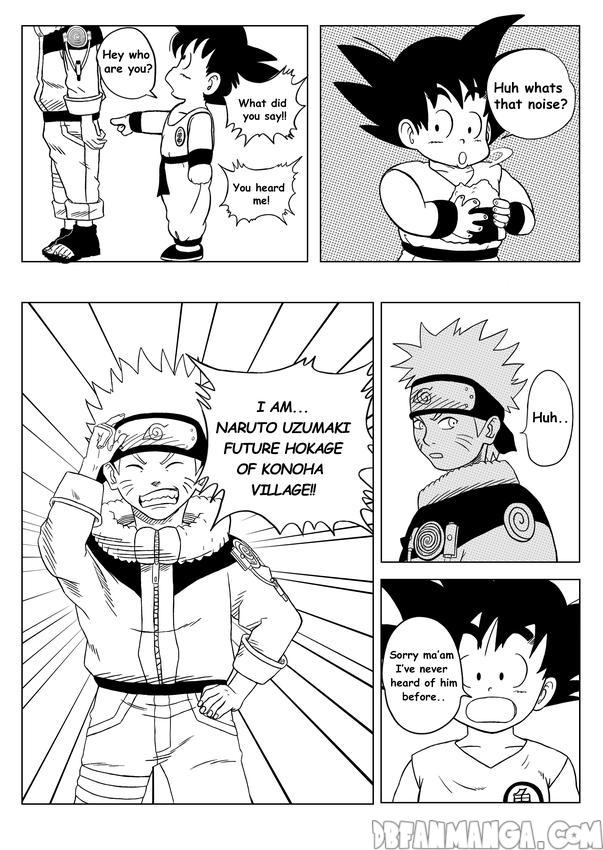 Hey who
are you?
What did
you say!!
You heard
me!
Huh whats
that noise?
I AM...
NARUTO UZUMAKI
FUTURE HOKAGE
OF KONOHA
VILLAGE!!
Huh..
Sorry ma'am
I've never
heard of him
before..
角
DBFANMANGA.COM